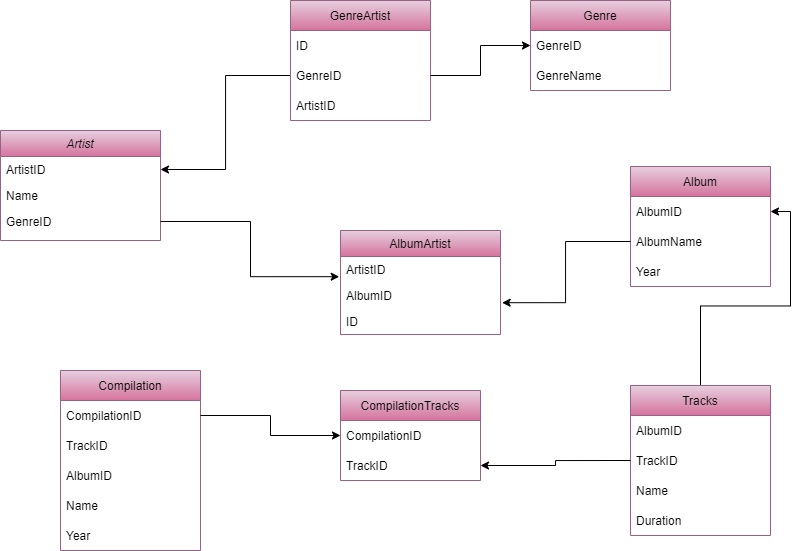 GenreArtist
ID
GenreID
ArtistID
Genre
GenreID
GenreName
Artist
ArtistID
Name
GenreID
AlbumArtist
ArtistID
AlbumID
ID
Album
AlbumID
AlbumName
Year
Compilation
CompilationID
TrackID
AlbumID
Name
Year
CompilationTracks
CompilationID
TrackID
Tracks
AlbumID
TrackID
Name
Duration